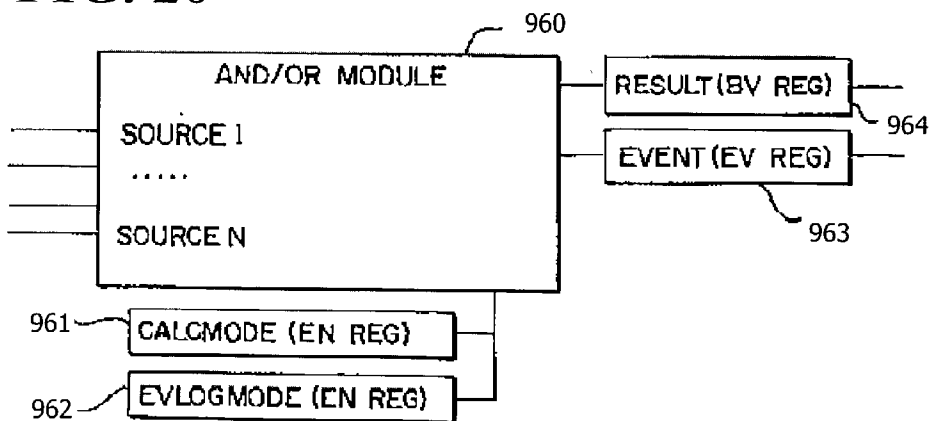 960
AND/OR MODULE
RESULT (BV REG)
964
SOURCE 1
EVENT (EV REG)
.....
963
SOURCE N
961
CALCMODE (EN REG)
EVLOGMODE (EN REG)
962